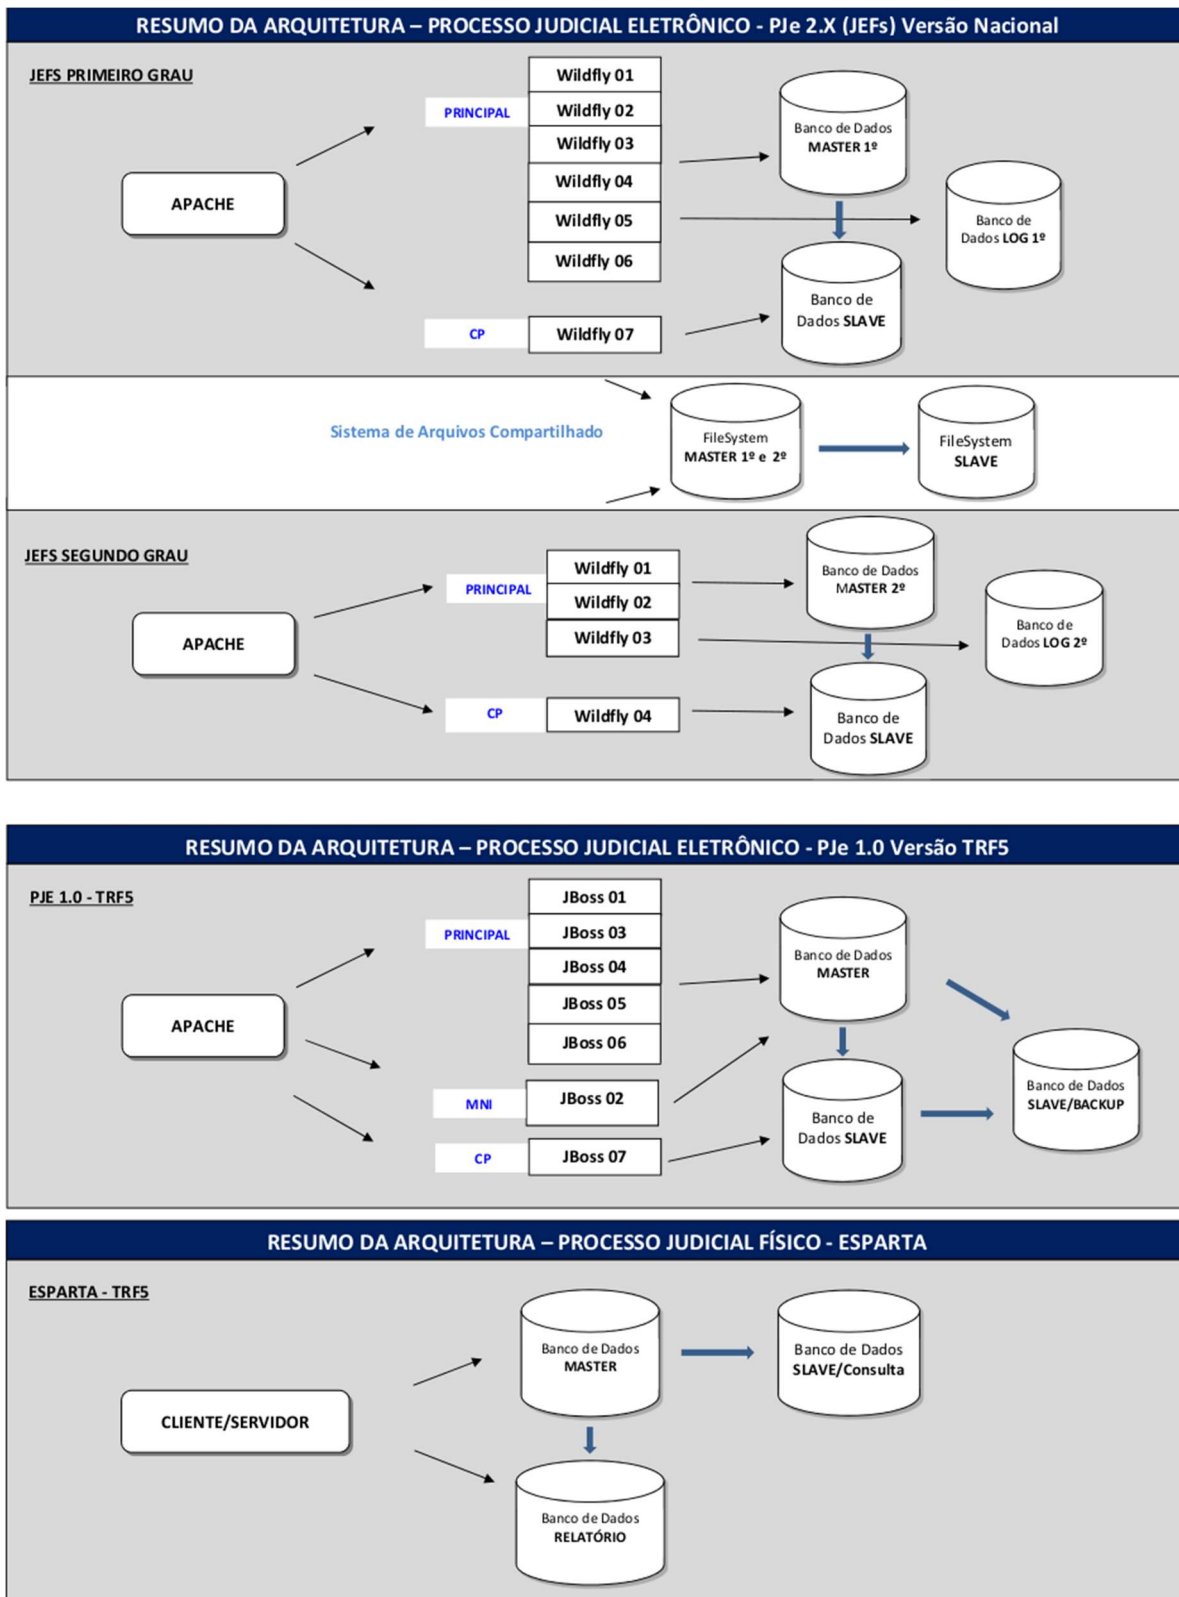 RESUMO DA ARQUITETURA – PROCESSO JUDICIAL ELETRÔNICO - PJe 2.X (JEFs) Versão Nacional
JEFS PRIMEIRO GRAU
APACHE
PRINCIPAL
Wildfly 01
Wildfly 02
Wildfly 03
Wildfly 04
Wildfly 05
Wildfly 06
CP
Wildfly 07
Banco de Dados
MASTER 1º
Banco de
Dados LOG 1º
Banco de
Dados SLAVE
Sistema de Arquivos Compartilhado
FileSystem
MASTER 1º e 2º
FileSystem
SLAVE
JEFS SEGUNDO GRAU
APACHE
PRINCIPAL
Wildfly 01
Wildfly 02
Wildfly 03
CP
Wildfly 04
Banco de Dados
MASTER 2º
Banco de
Dados LOG 2º
Banco de
Dados SLAVE
RESUMO DA ARQUITETURA – PROCESSO JUDICIAL ELETRÔNICO - PJe 1.0 Versão TRF5
PJE 1.0 - TRF5
APACHE
PRINCIPAL
JBoss 01
JBoss 03
JBoss 04
JBoss 05
JBoss 06
MNI
JBoss 02
CP
JBoss 07
Banco de Dados
MASTER
Banco de
Dados SLAVE
Banco de Dados
SLAVE/BACKUP
RESUMO DA ARQUITETURA – PROCESSO JUDICIAL FÍSICO - ESPARTA
ESPARTA - TRF5
CLIENTE/SERVIDOR
Banco de Dados
MASTER
Banco de Dados
SLAVE/Consulta
Banco de Dados
RELATÓRIO